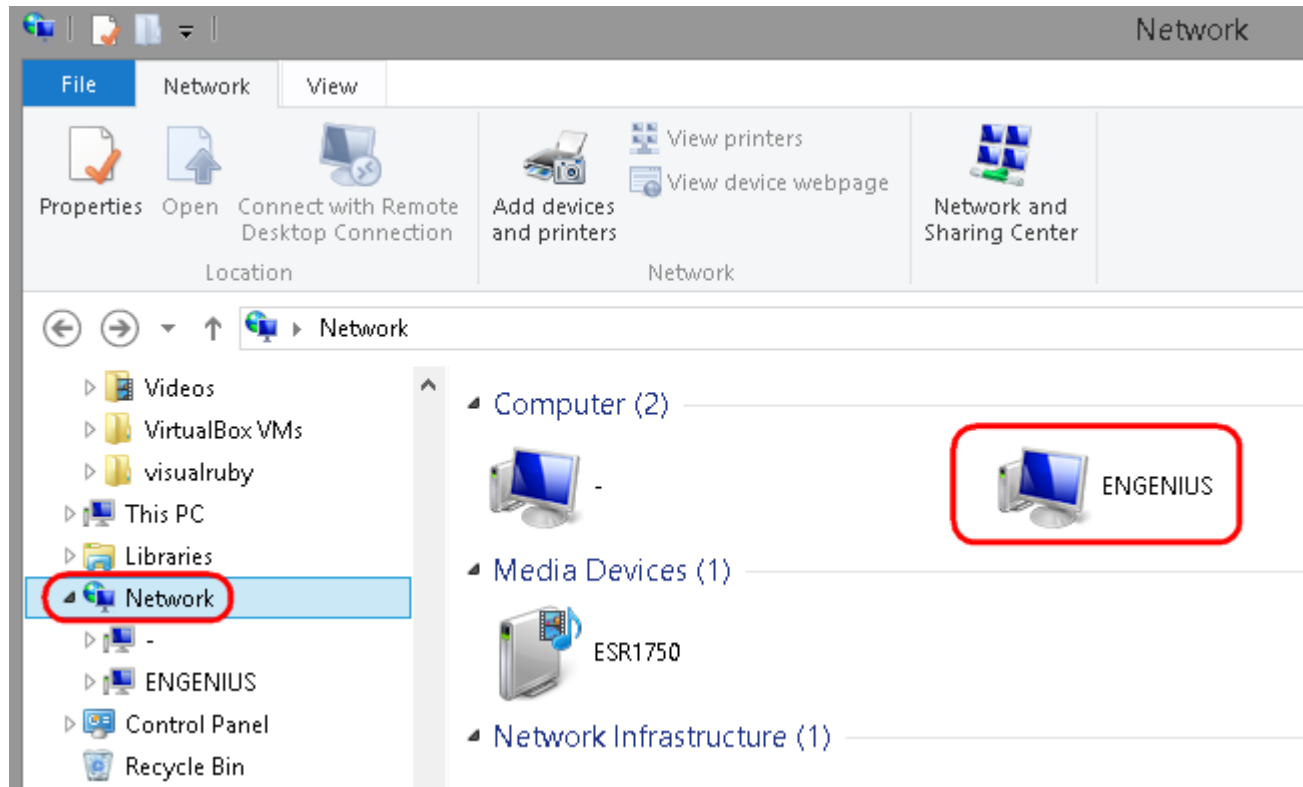 Network
File Network View
View printers
View device webpage
Properties Open Connect with Remote Desktop Connection
Add devices and printers
Network and Sharing Center
Location Network
Network
Videos
VirtualBox VMs
visualruby
This PC
Libraries
Network
-
ENGENIUS
Control Panel
Recycle Bin
Computer (2)
-
ENGENIUS
Media Devices (1)
ESR1750
Network Infrastructure (1)